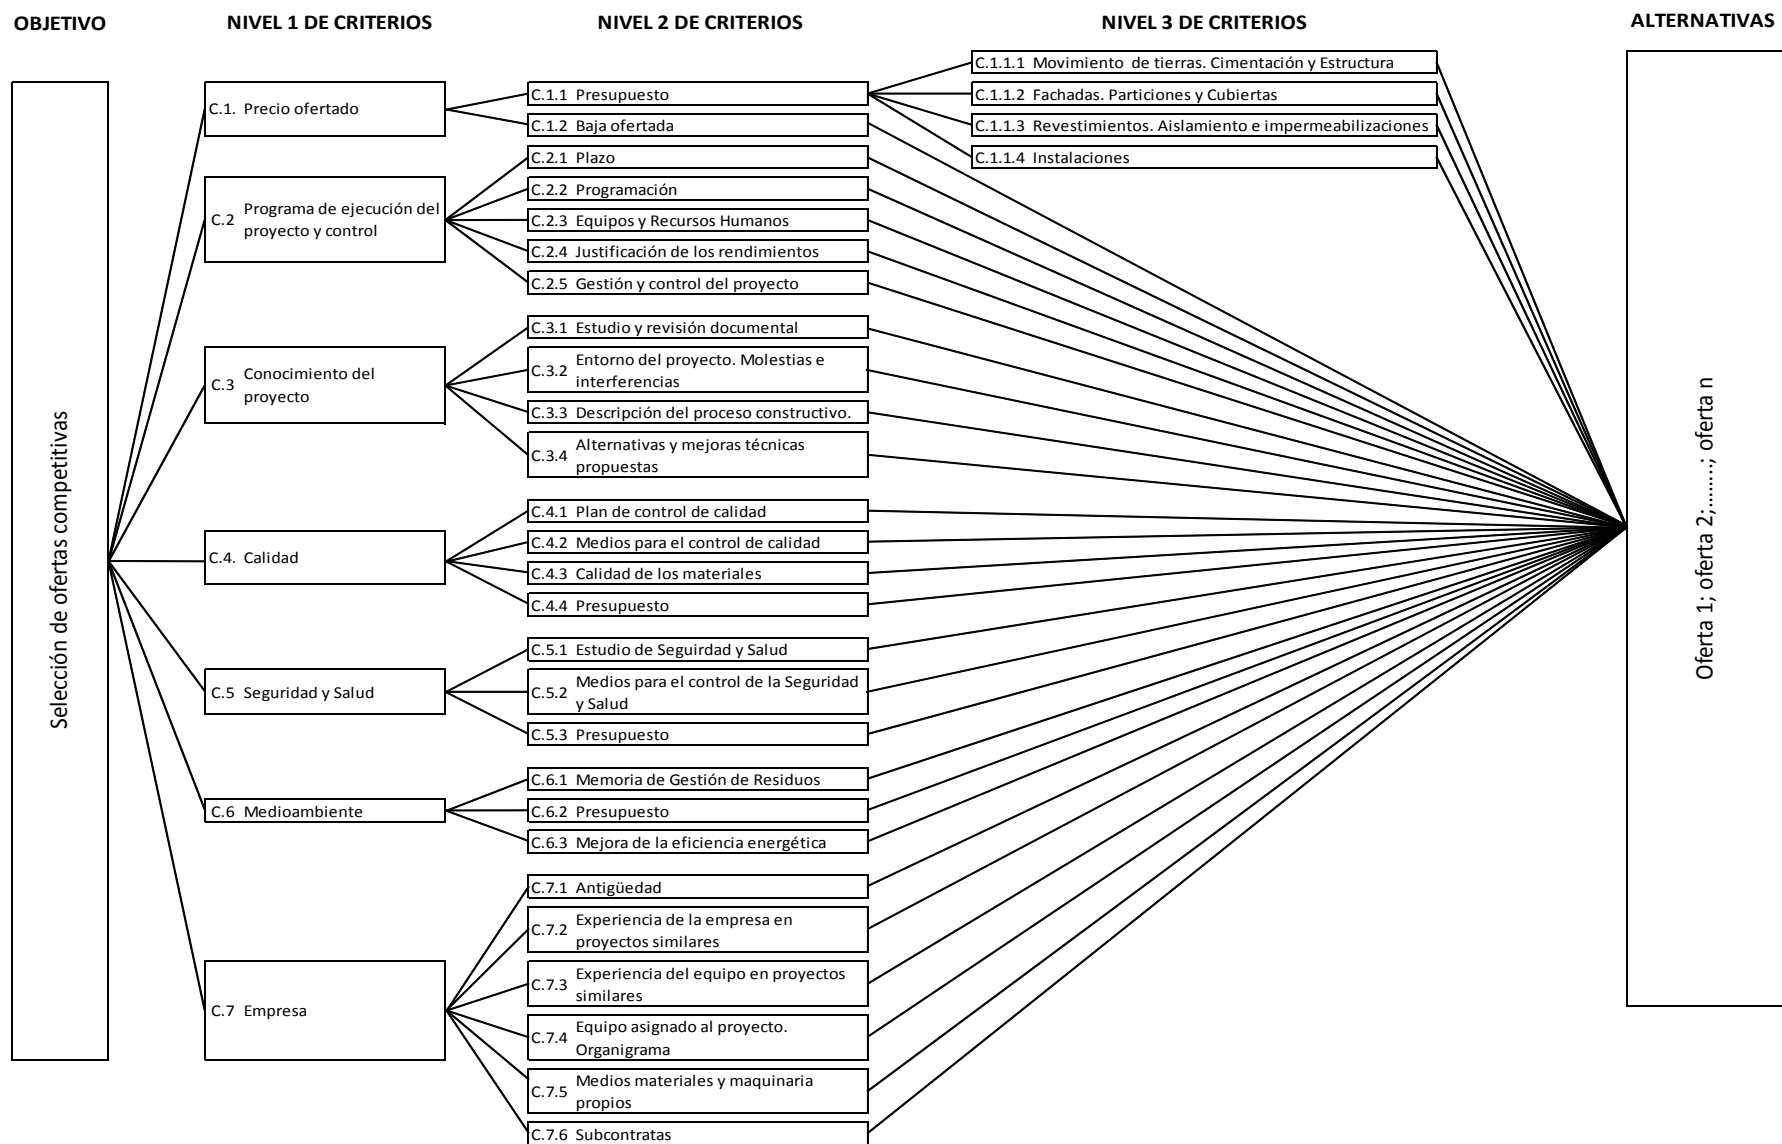 OBJETIVO
NIVEL 1 DE CRITERIOS
NIVEL 2 DE CRITERIOS
NIVEL 3 DE CRITERIOS
ALTERNATIVAS
Selección de ofertas competitivas
C.1. Precio ofertado
C.2 Programa de ejecución del
proyecto y control
C.3 Conocimiento del
proyecto
C.4. Calidad
C.5 Seguridad y Salud
C.6 Medioambiente
C.7 Empresa
C.1.1 Presupuesto
C.1.2 Baja ofertada
C.2.1 Plazo
C.2.2 Programación
C.2.3 Equipos y Recursos Humanos
C.2.4 Justificación de los rendimientos
C.2.5 Gestión y control del proyecto
C.3.1 Estudio y revisión documental
C.3.2 Entorno del proyecto. Molestias e
interferencias
C.3.3 Descripción del proceso constructivo.
C.3.4 Alternativas y mejoras técnicas
propuestas
C.4.1 Plan de control de calidad
C.4.2 Medios para el control de calidad
C.4.3 Calidad de los materiales
C.4.4 Presupuesto
C.5.1 Estudio de Seguirdad y Salud
C.5.2 Medios para el control de la Seguridad
y Salud
C.5.3 Presupuesto
C.6.1 Memoria de Gestión de Residuos
C.6.2 Presupuesto
C.6.3 Mejora de la eficiencia energética
C.7.1 Antigüedad
C.7.2 Experiencia de la empresa en
proyectos similares
C.7.3 Experiencia del equipo en proyectos
similares
C.7.4 Equipo asignado al proyecto.
Organigrama
C.7.5 Medios materiales y maquinaria
propios
C.7.6 Subcontratas
C.1.1.1 Movimiento de tierras. Cimentación y Estructura
C.1.1.2 Fachadas. Particiones y Cubiertas
C.1.1.3 Revestimientos. Aislamiento e impermeabilizaciones
C.1.1.4 Instalaciones
Oferta 1; oferta 2;.......; oferta n